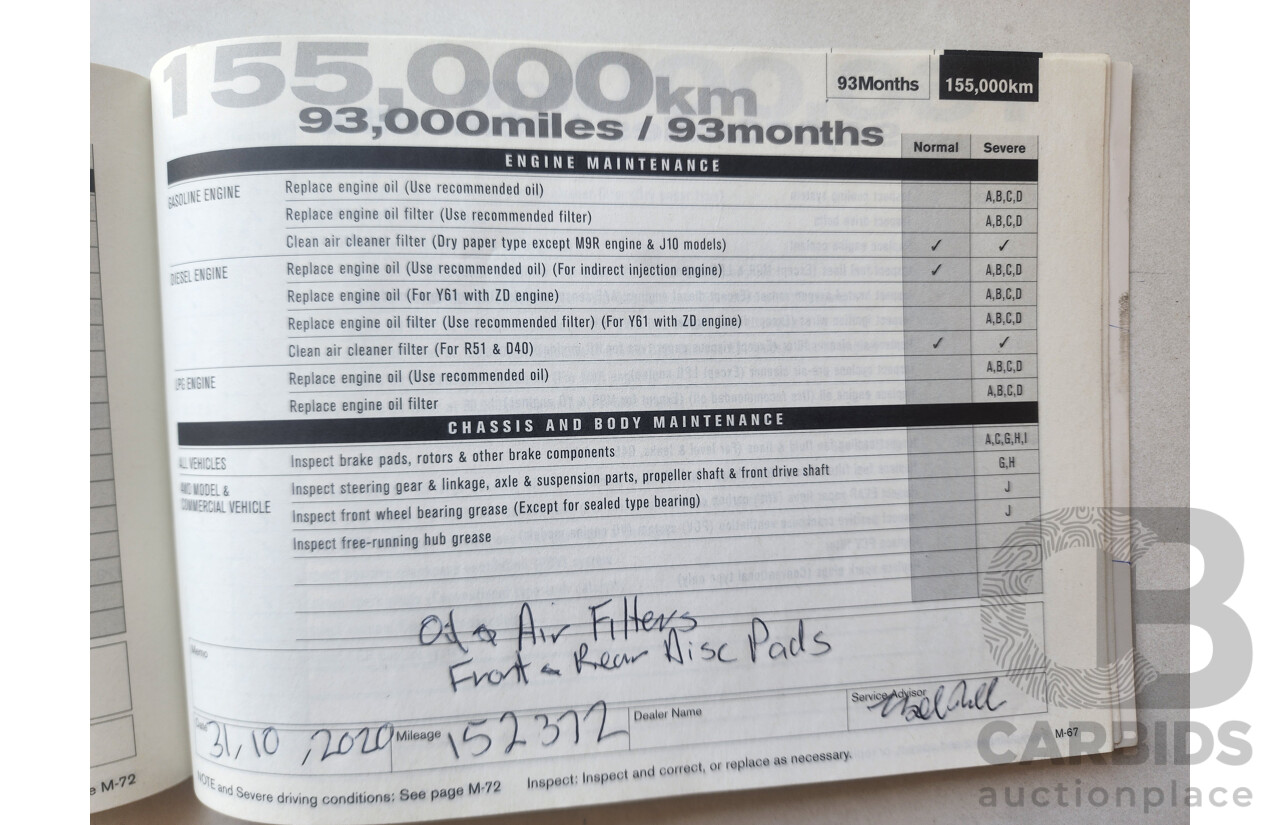 155,000km
93,000miles / 93months
93Months
155,000km
Normal Severe
ENGINE MAINTENANCE
GASOLINE ENGINE Replace engine oil (Use recommended oil) A,B,C,D
Replace engine oil filter (Use recommended filter) A,B,C,D
Clean air cleaner filter (Dry paper type except M9R engine & J10 models) ✓ ✓
DIESEL ENGINE Replace engine oil (Use recommended oil) (For indirect injection engine) ✓ A,B,C,D
Replace engine oil (For Y61 with ZD engine) A,B,C,D
Replace engine oil filter (Use recommended filter) (For Y61 with ZD engine) A,B,C,D
Clean air cleaner filter (For R51 & D40) ✓ ✓
LPG ENGINE Replace engine oil (Use recommended oil) A,B,C,D
Replace engine oil filter A,B,C,D
CHASSIS AND BODY MAINTENANCE
ALL VEHICLES Inspect brake pads, rotors & other brake components A,C,G,H,I
4WD MODEL & COMMERCIAL VEHICLE Inspect steering gear & linkage, axle & suspension parts, propeller shaft & front drive shaft G,H
Inspect front wheel bearing grease (Except for sealed type bearing) J
Inspect free-running hub grease J
Memo
Oil & Air Filters
Front & Rear Disc Pads
Date 31,10,2020 Mileage 152372 Dealer Name Service Advisor
NOTE and Severe driving conditions: See page M-72 Inspect: Inspect and correct, or replace as necessary.
M-67
e M-72
CB
CARBIDS
auctionplace